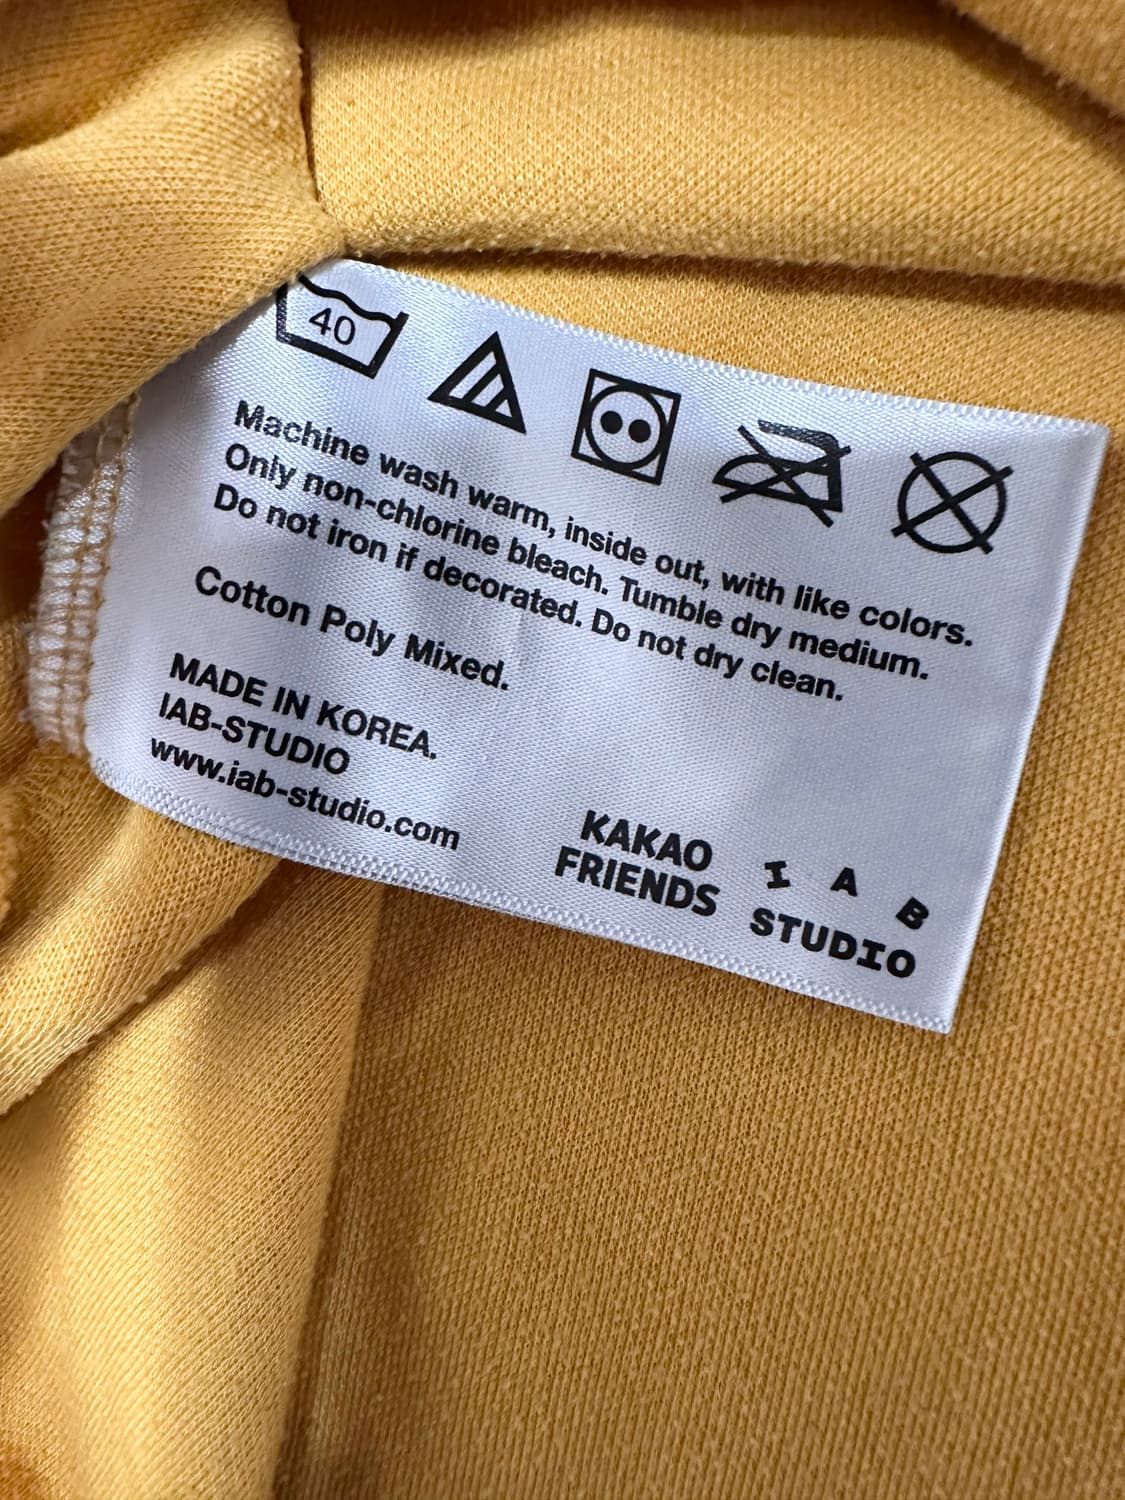 40
Machine wash warm, inside out, with like colors.
Only non-chlorine bleach. Tumble dry medium.
Do not iron if decorated. Do not dry clean.
Cotton Poly Mixed.
MADE IN KOREA.
IAB-STUDIO
www.iab-studio.com
KAKAO
FRIENDS
I A B
STUDIO